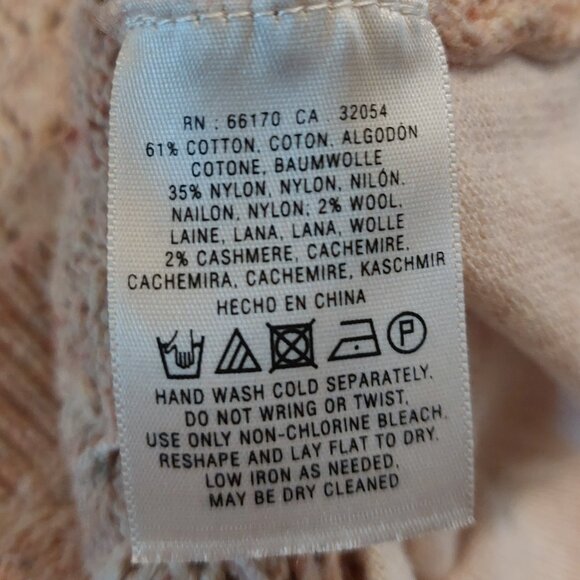 RN : 66170 CA : 32054
61% COTTON, COTON, ALGODÓN
COTONE, BAUMWOLLE
35% NYLON, NYLON, NILÓN.
NAILON, NYLON; 2% WOOL.
LAINE, LANA, LANA, WOLLE
2% CASHMERE, CACHEMIRE,
CACHEMIRA, CACHEMIRE, KASCHMIR
HECHO EN CHINA
P
HAND WASH COLD SEPARATELY.
DO NOT WRING OR TWIST.
USE ONLY NON-CHLORINE BLEACH.
RESHAPE AND LAY FLAT TO DRY.
LOW IRON AS NEEDED,
MAY BE DRY CLEANED